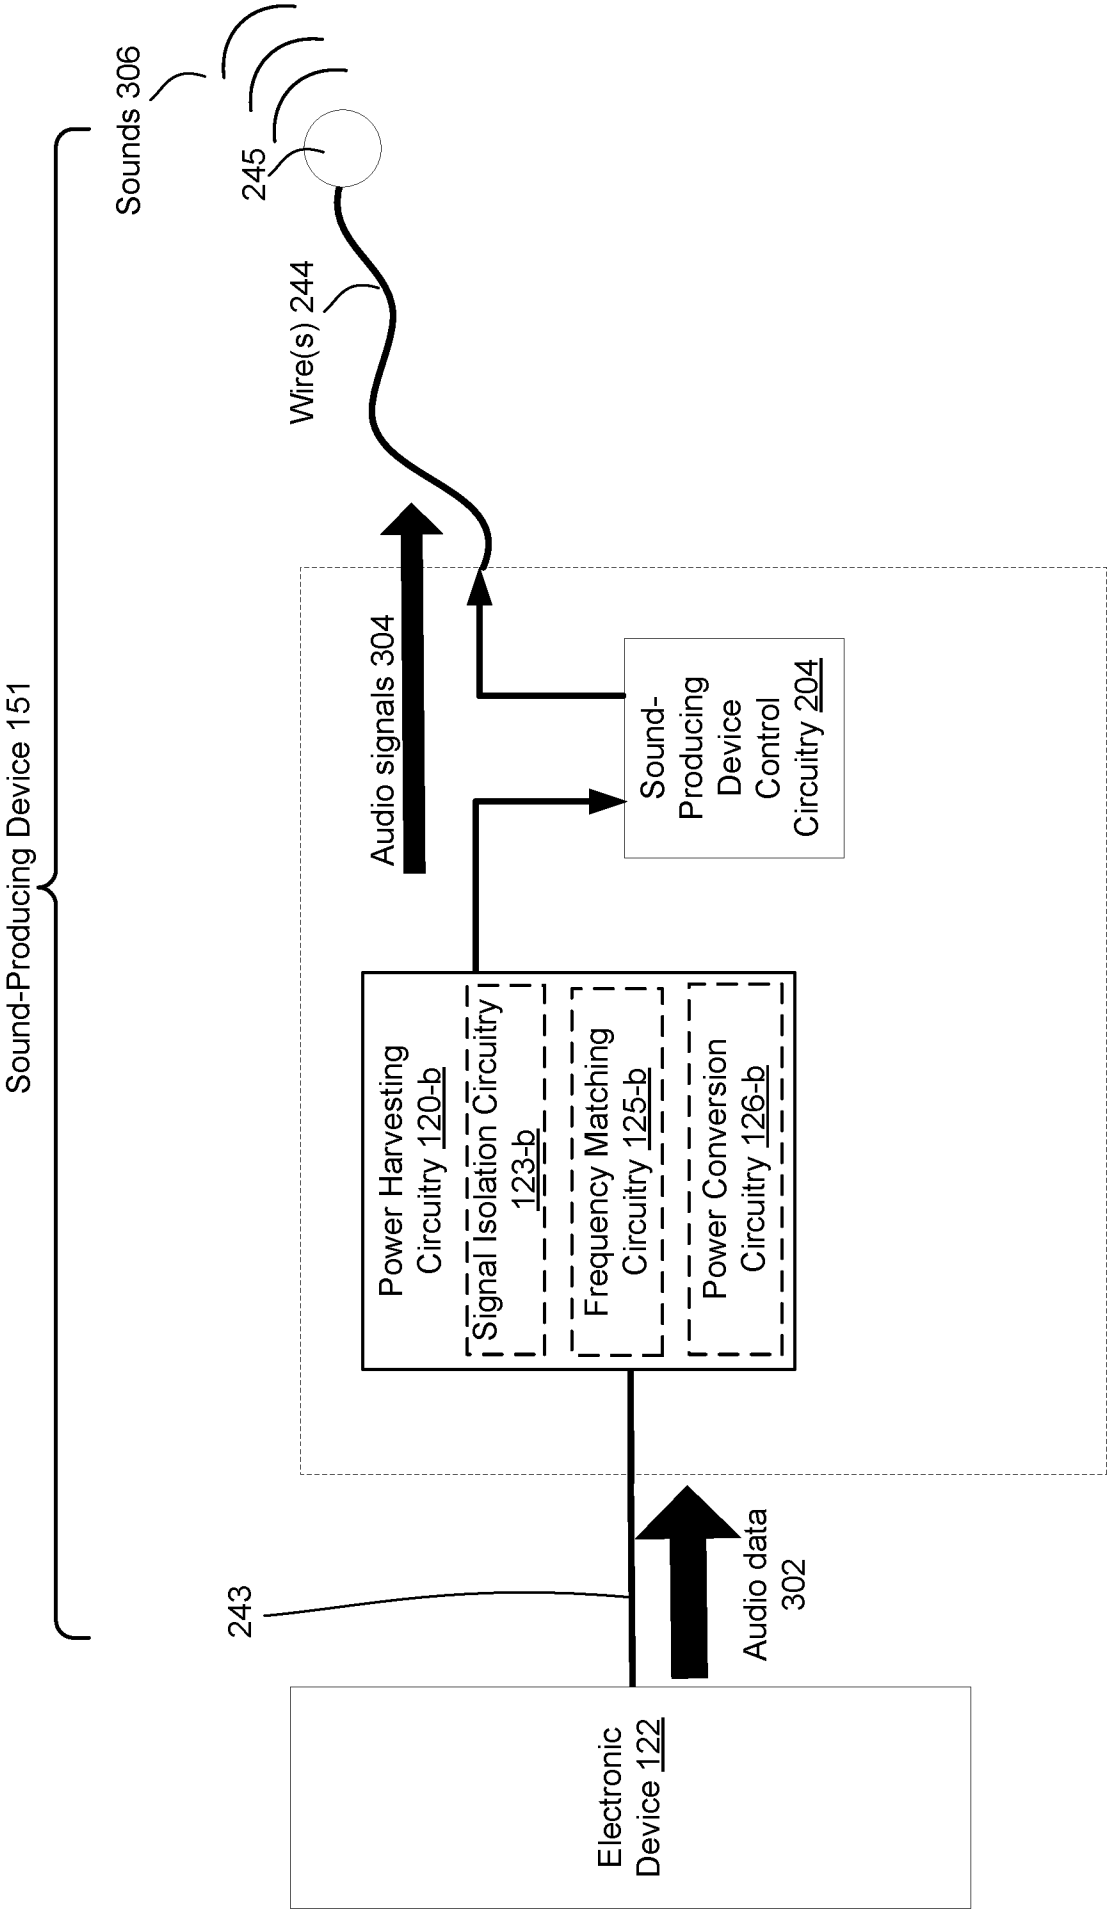 Sound-Producing Device 151
Sounds 306
245
Wire(s) 244
Audio signals 304
Power Harvesting
Circuitry 120-b
Signal Isolation Circuitry
123-b
Frequency Matching
Circuitry 125-b
Power Conversion
Circuitry 126-b
Sound-
Producing
Device
Control
Circuitry 204
243
Audio data
302
Electronic
Device 122